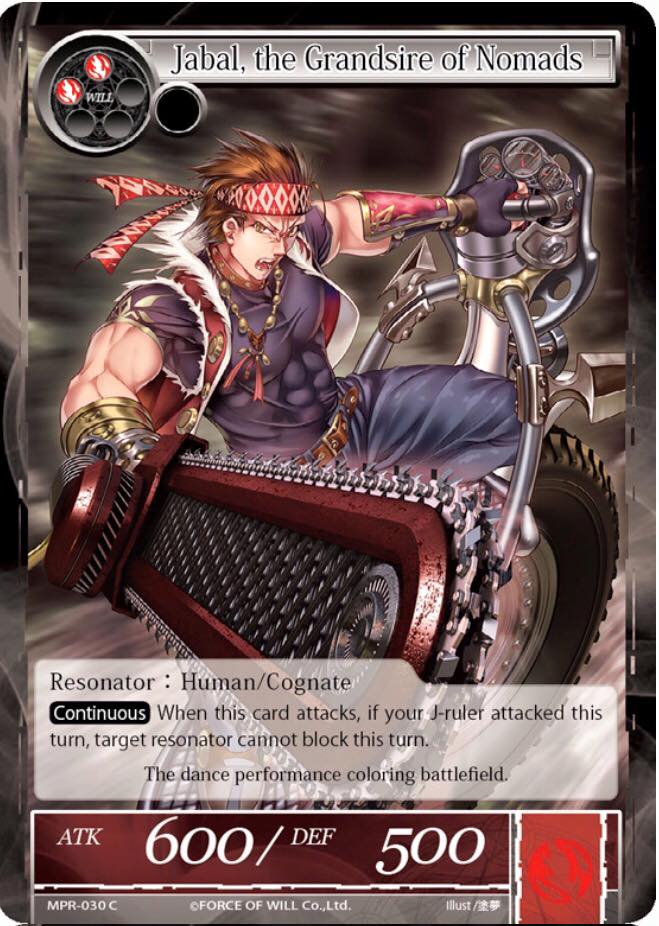 Jabal, the Grandsire of Nomads
WILL
Resonator : Human/Cognate
Continuous When this card attacks, if your J-ruler attacked this
turn, target resonator cannot block this turn.
The dance performance coloring battlefield.
ATK 600/ DEF 500
MPR-030 C ©FORCE OF WILL Co.,Ltd. Illust/塗夢